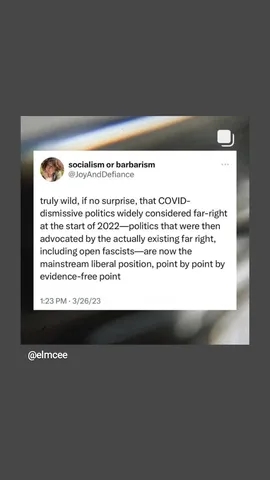 socialism or barbarism
@JoyAndDefiance
truly wild, if no surprise, that COVID-
dismissive politics widely considered far-right
at the start of 2022—politics that were then
advocated by the actually existing far right,
including open fascists—are now the
mainstream liberal position, point by point by
evidence-free point
1:23 PM · 3/26/23
@elmcee